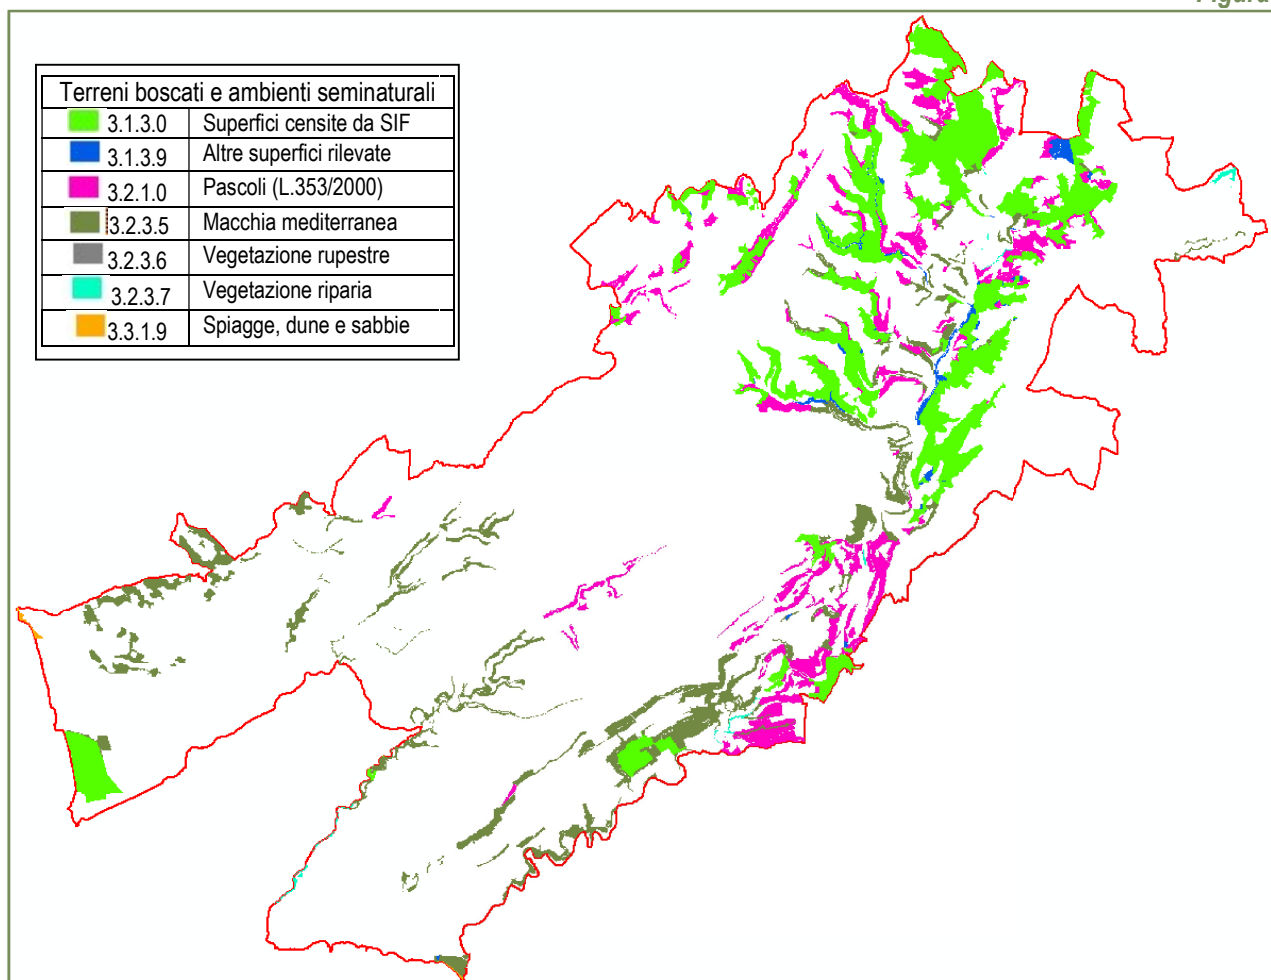 Figura
Terreni boscati e ambienti seminaturali
3.1.3.0 Superfici censite da SIF
3.1.3.9 Altre superfici rilevate
3.2.1.0 Pascoli (L.353/2000)
3.2.3.5 Macchia mediterranea
3.2.3.6 Vegetazione rupestre
3.2.3.7 Vegetazione riparia
3.3.1.9 Spiagge, dune e sabbie